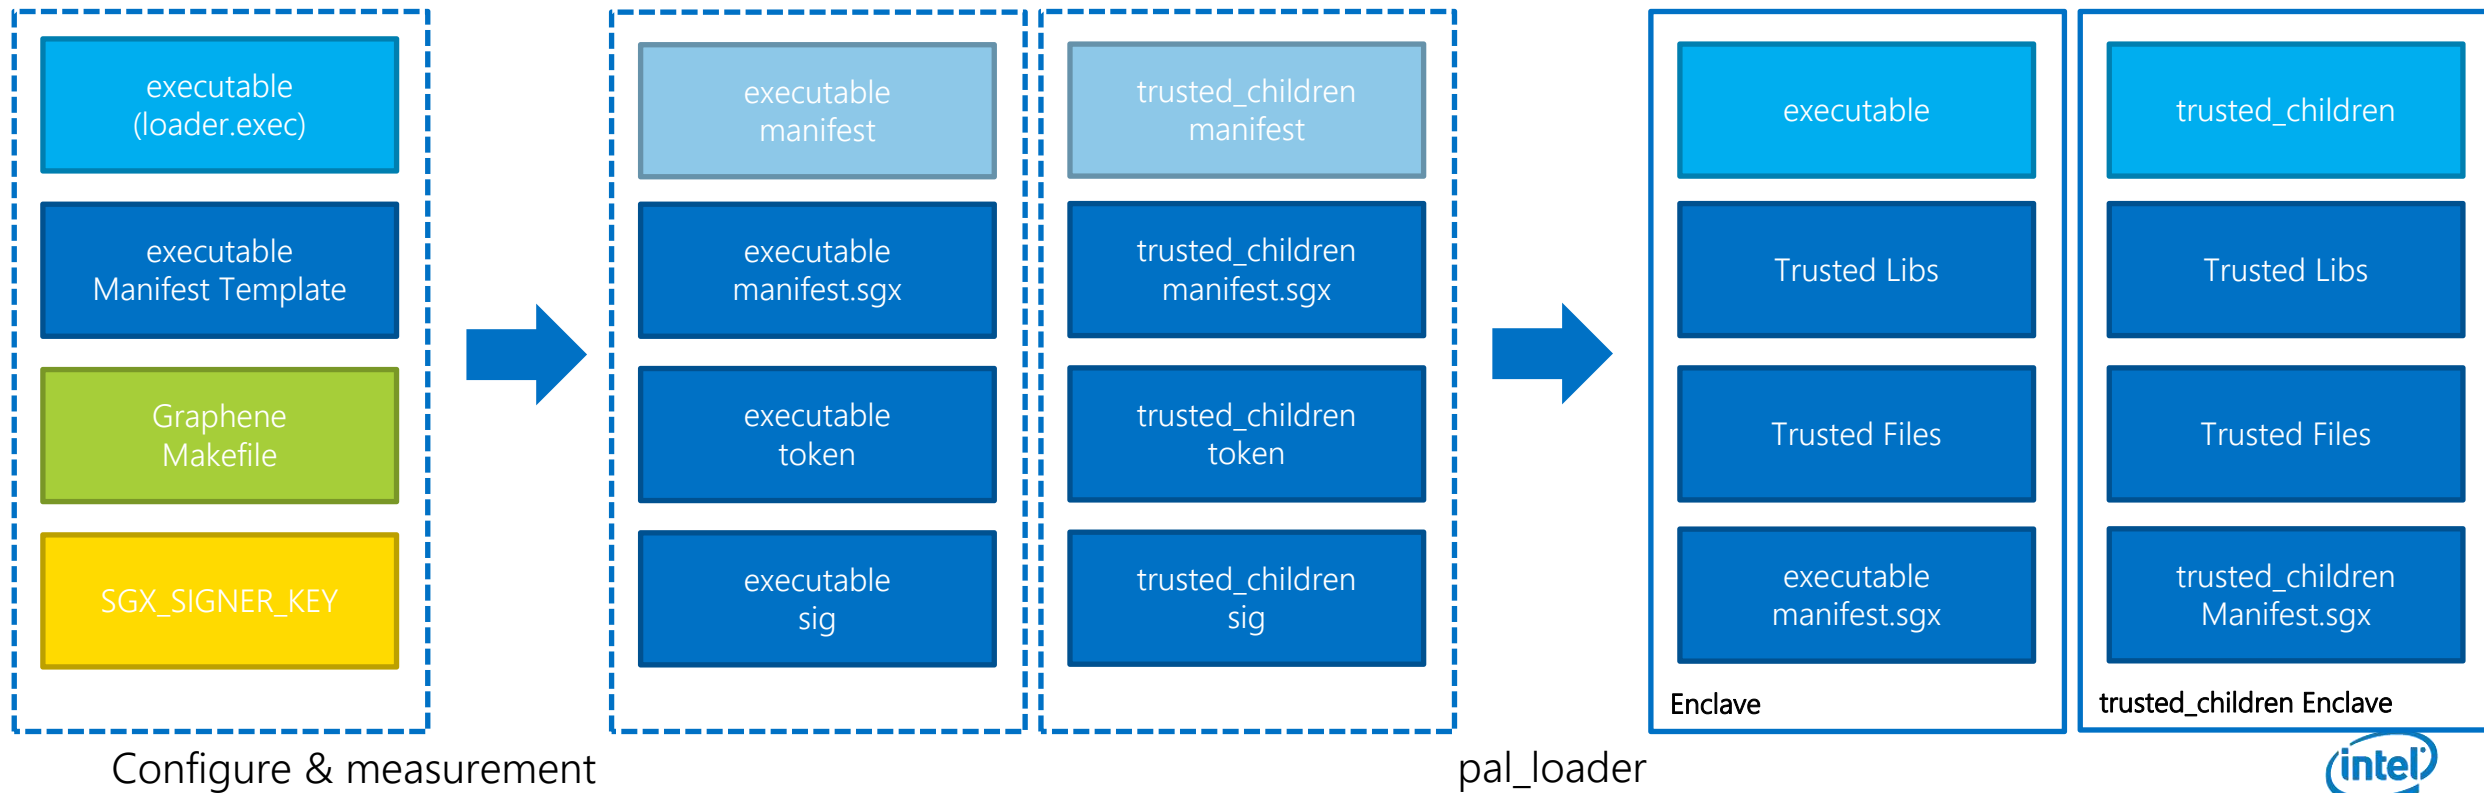 executable
(loader.exec)
executable
Manifest Template
Graphene
Makefile
SGX_SIGNER_KEY
executable
manifest
executable
manifest.sgx
executable
token
executable
sig
trusted_children
manifest
trusted_children
manifest.sgx
trusted_children
token
trusted_children
sig
executable
Trusted Libs
Trusted Files
executable
manifest.sgx
Enclave
trusted_children
Trusted Libs
Trusted Files
trusted_children
Manifest.sgx
trusted_children Enclave
Configure & measurement
pal_loader
intel